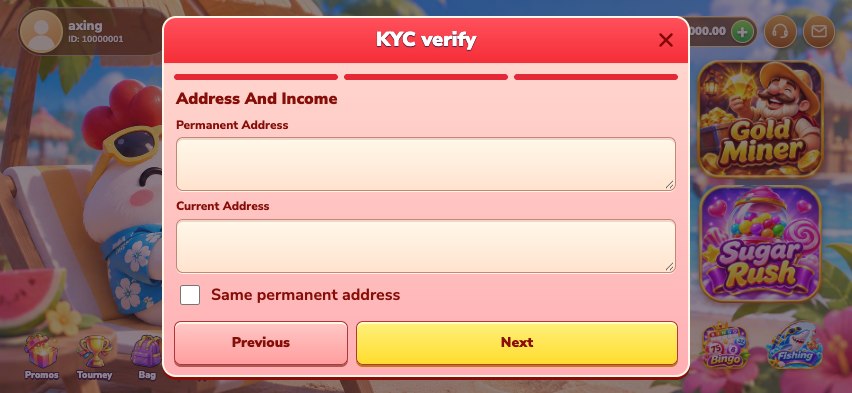 axing
ID: 10000001
KYC verify
000.00
Address And Income
Permanent Address
Current Address
Same permanent address
Previous
Next
Gold
Miner
Sugar
Rush
Promos
Tourney
Bag
Bingo
Fishing